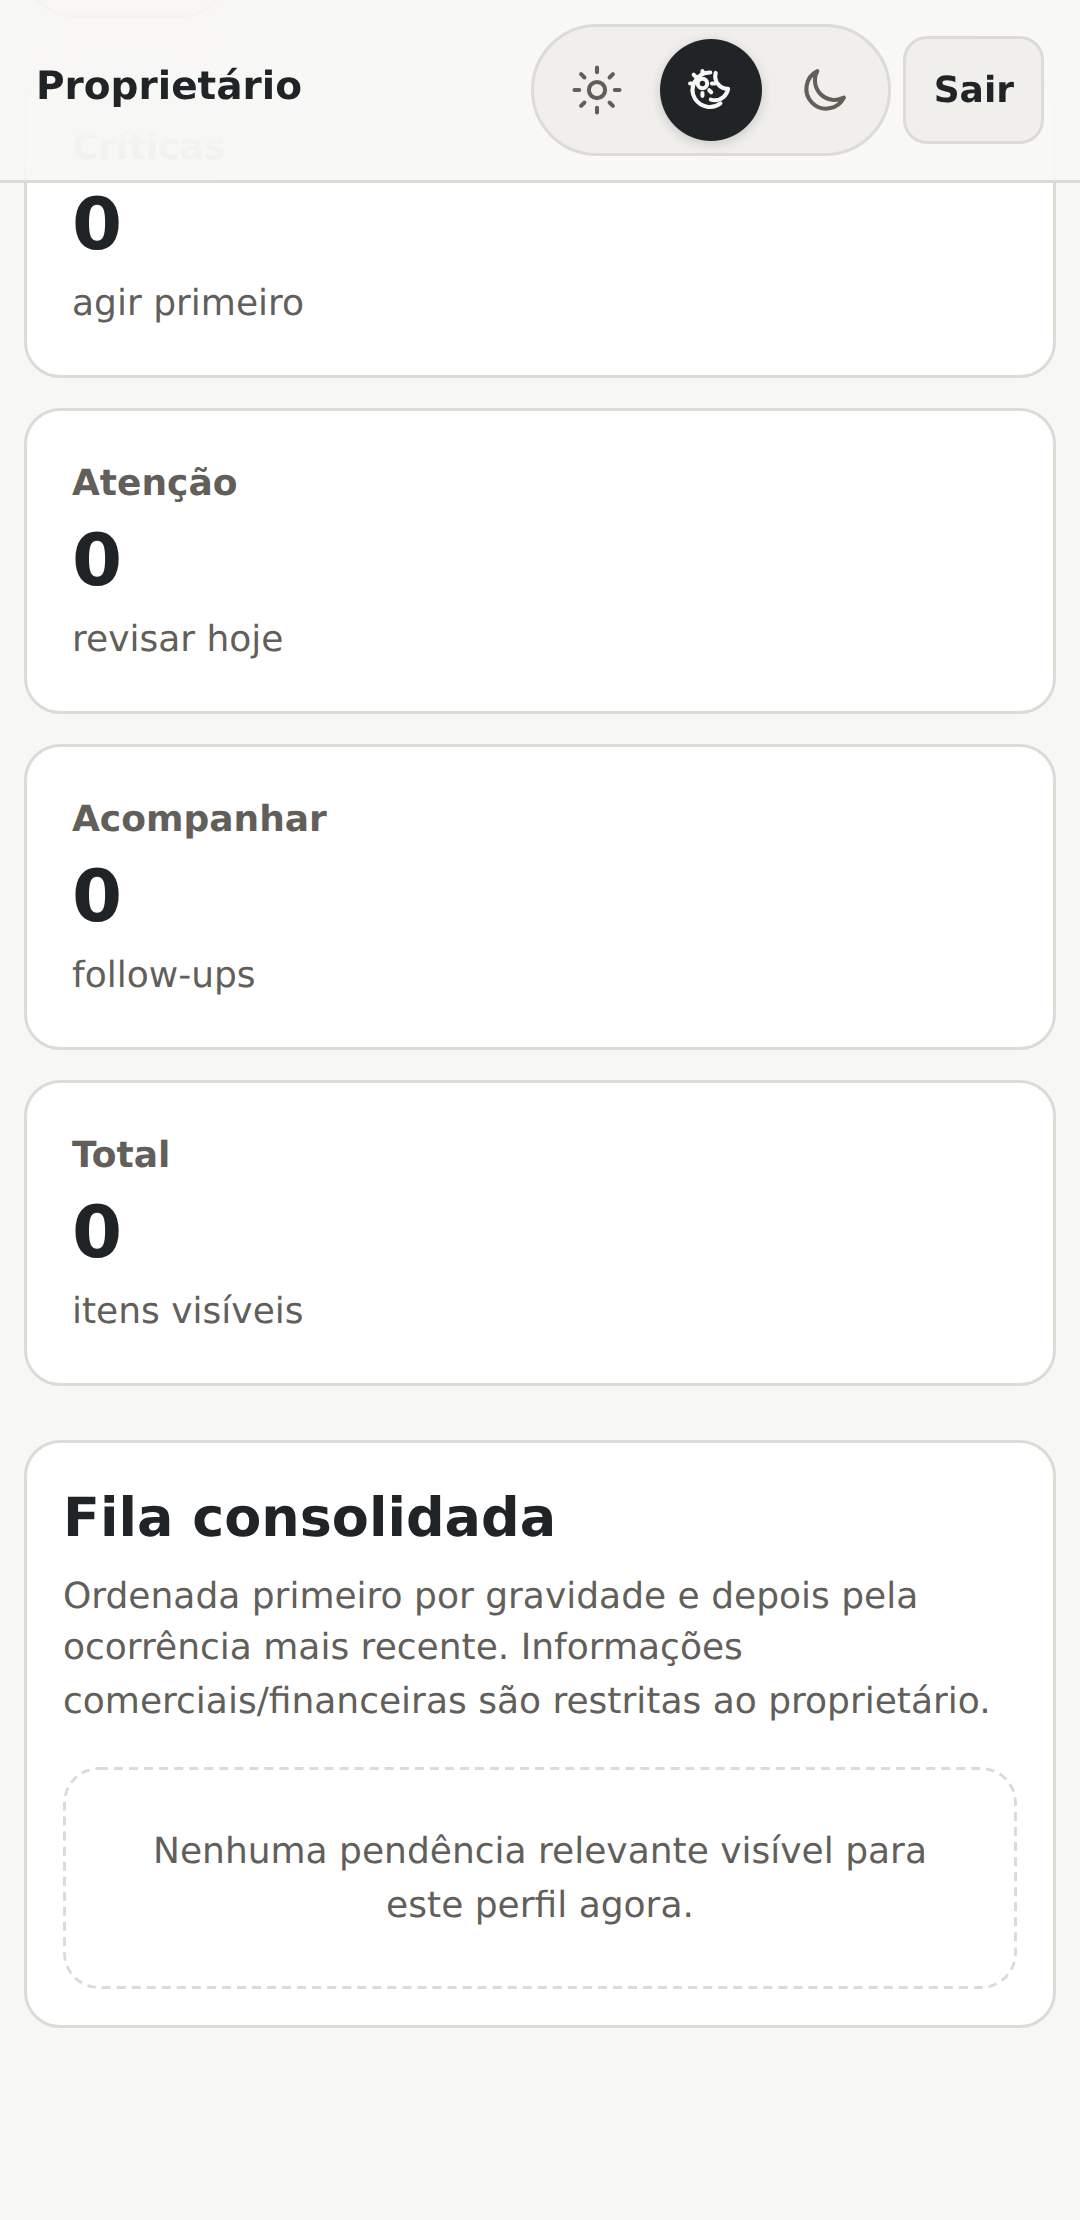 Proprietário
Sair
Críticas
0
agir primeiro
Atenção
0
revisar hoje
Acompanhar
0
follow-ups
Total
0
itens visíveis
Fila consolidada
Ordenada primeiro por gravidade e depois pela
ocorrência mais recente. Informações
comerciais/financeiras são restritas ao proprietário.
Nenhuma pendência relevante visível para
este perfil agora.